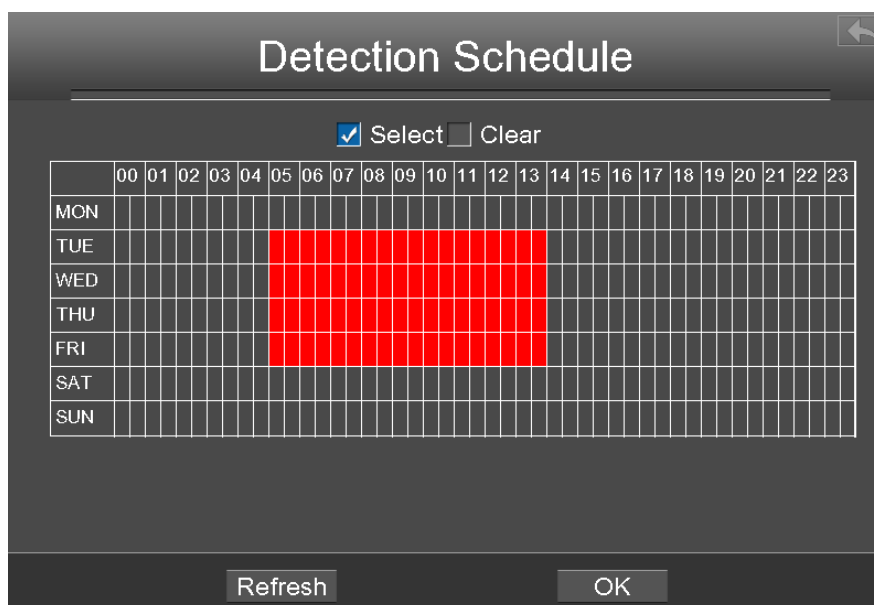 Detection Schedule
Select Clear
00 01 02 03 04 05 06 07 08 09 10 11 12 13 14 15 16 17 18 19 20 21 22 23
MON
TUE
WED
THU
FRI
SAT
SUN
Refresh OK